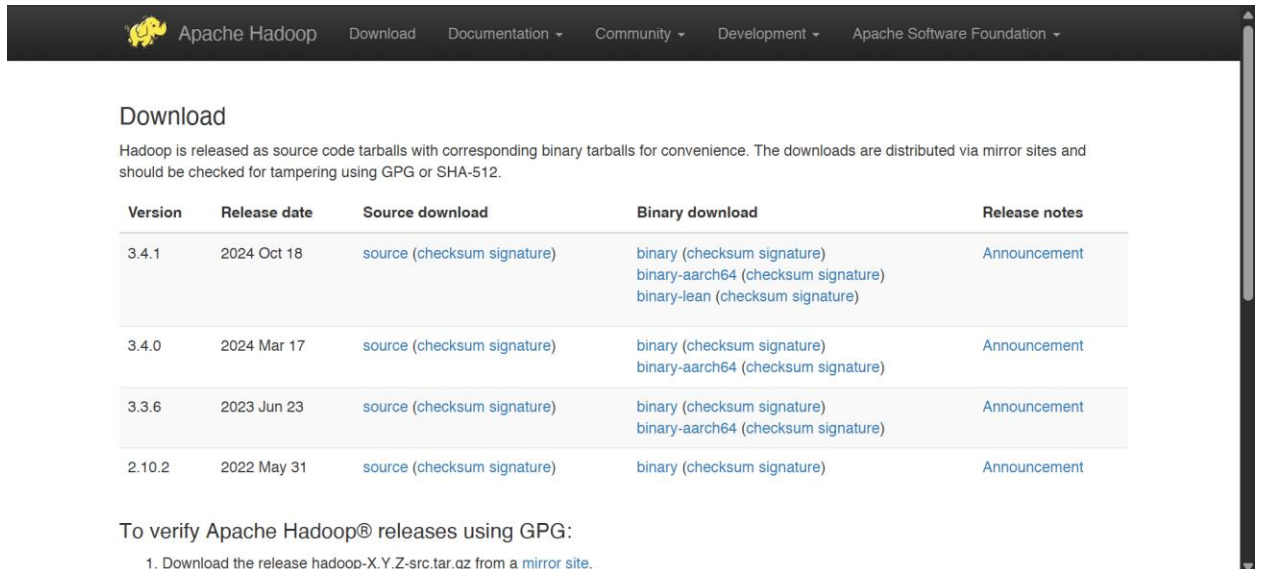 Apache Hadoop Download Documentation Community Development Apache Software Foundation
Download
Hadoop is released as source code tarballs with corresponding binary tarballs for convenience. The downloads are distributed via mirror sites and
should be checked for tampering using GPG or SHA-512.
Version Release date Source download Binary download Release notes
3.4.1 2024 Oct 18 source (checksum signature) binary (checksum signature) Announcement
binary-aarch64 (checksum signature)
binary-lean (checksum signature)
3.4.0 2024 Mar 17 source (checksum signature) binary (checksum signature) Announcement
binary-aarch64 (checksum signature)
3.3.6 2023 Jun 23 source (checksum signature) binary (checksum signature) Announcement
binary-aarch64 (checksum signature)
2.10.2 2022 May 31 source (checksum signature) binary (checksum signature) Announcement
To verify Apache Hadoop® releases using GPG:
1. Download the release hadoop-X.Y.Z-src.tar.gz from a mirror site.